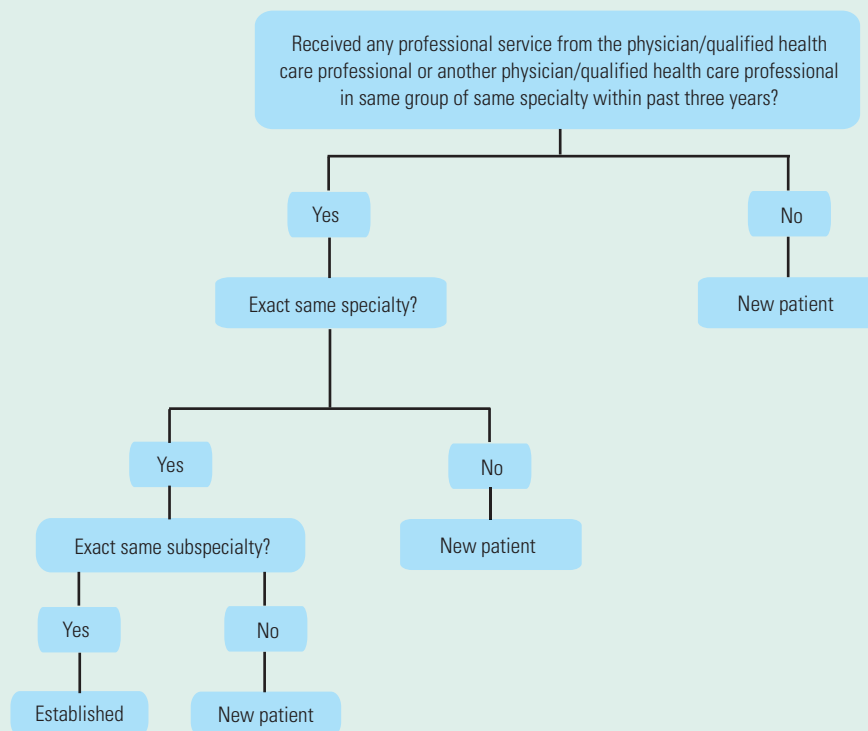 Received any professional service from the physician/qualified health
care professional or another physician/qualified health care professional
in same group of same specialty within past three years?
Yes
No
Exact same specialty?
New patient
Yes
No
Exact same subspecialty?
New patient
Yes
No
Established
New patient